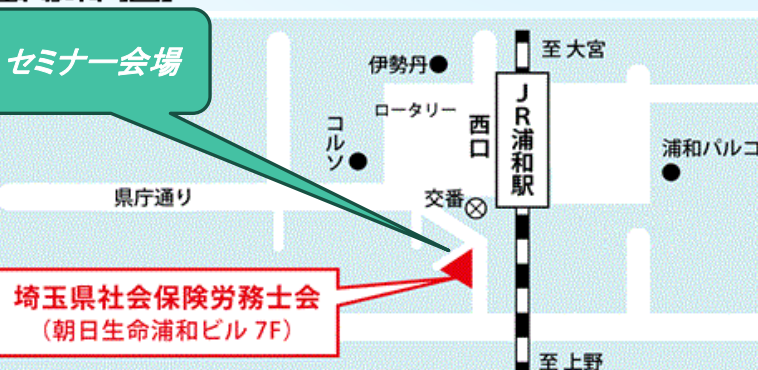 セミナー会場
至 大宮
伊勢丹
JR浦和駅
ロータリー
西口
コルソ
浦和パルコ
県庁通り
交番
埼玉県社会保険労務士会
（朝日生命浦和ビル 7F）
至 上野